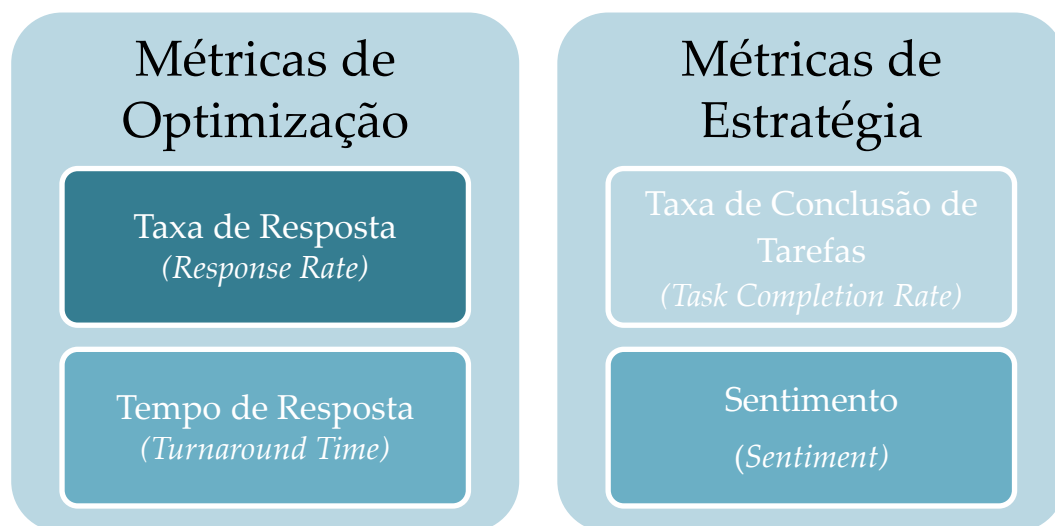 Métricas de
Optimização
Taxa de Resposta
(Response Rate)
Tempo de Resposta
(Turnaround Time)
Métricas de
Estratégia
Taxa de Conclusão de
Tarefas
(Task Completion Rate)
Sentimento
(Sentiment)